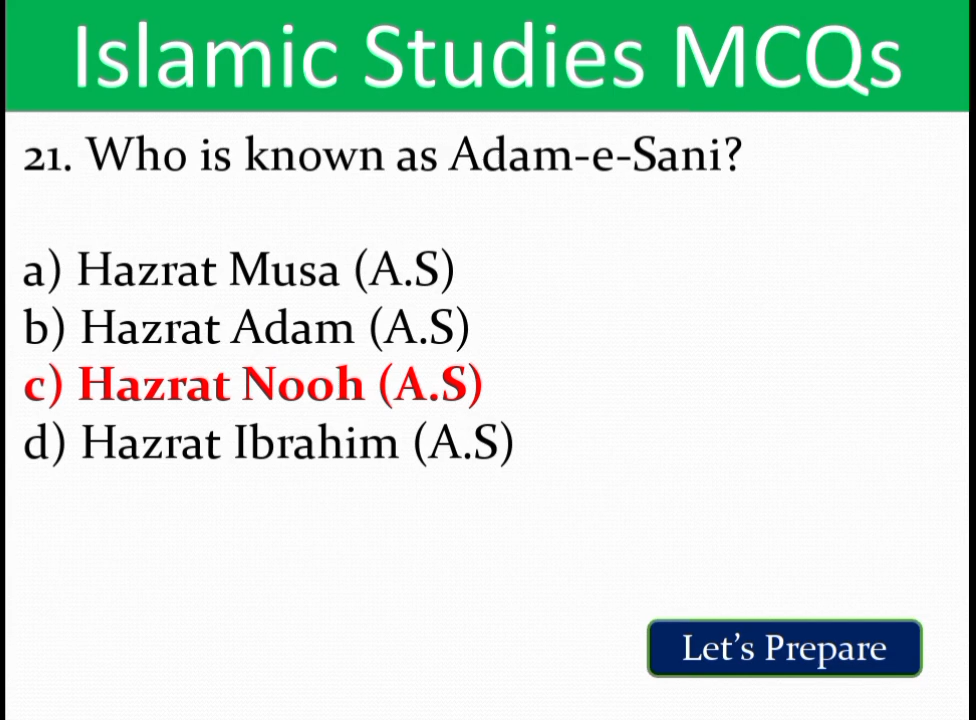 Islamic Studies MCQs
21. Who is known as Adam-e-Sani?
a) Hazrat Musa (A.S)
b) Hazrat Adam (A.S)
c) Hazrat Nooh (A.S)
d) Hazrat Ibrahim (A.S)
Let's Prepare